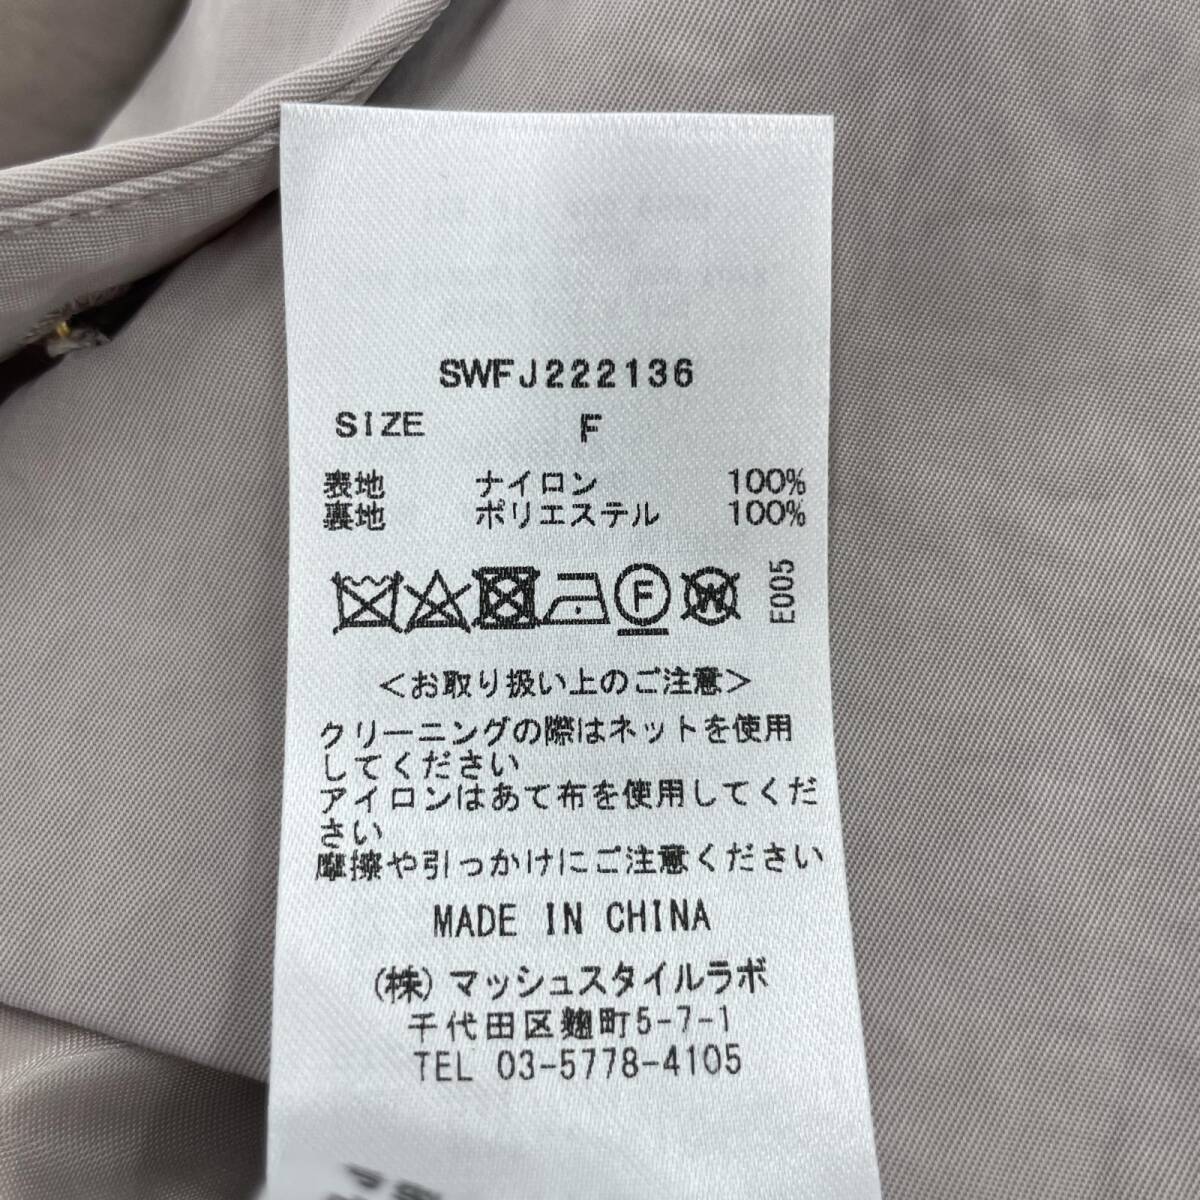 SWFJ222136
SIZE F
表地 ナイロン 100%
裏地 ポリエステル 100%
F W E005
<お取り扱い上のご注意>
クリーニングの際はネットを使用
してください
アイロンはあて布を使用してくだ
さい
摩擦や引っかけにご注意ください
MADE IN CHINA
(株)マッシュスタイルラボ
千代田区麹町5-7-1
TEL 03-5778-4105